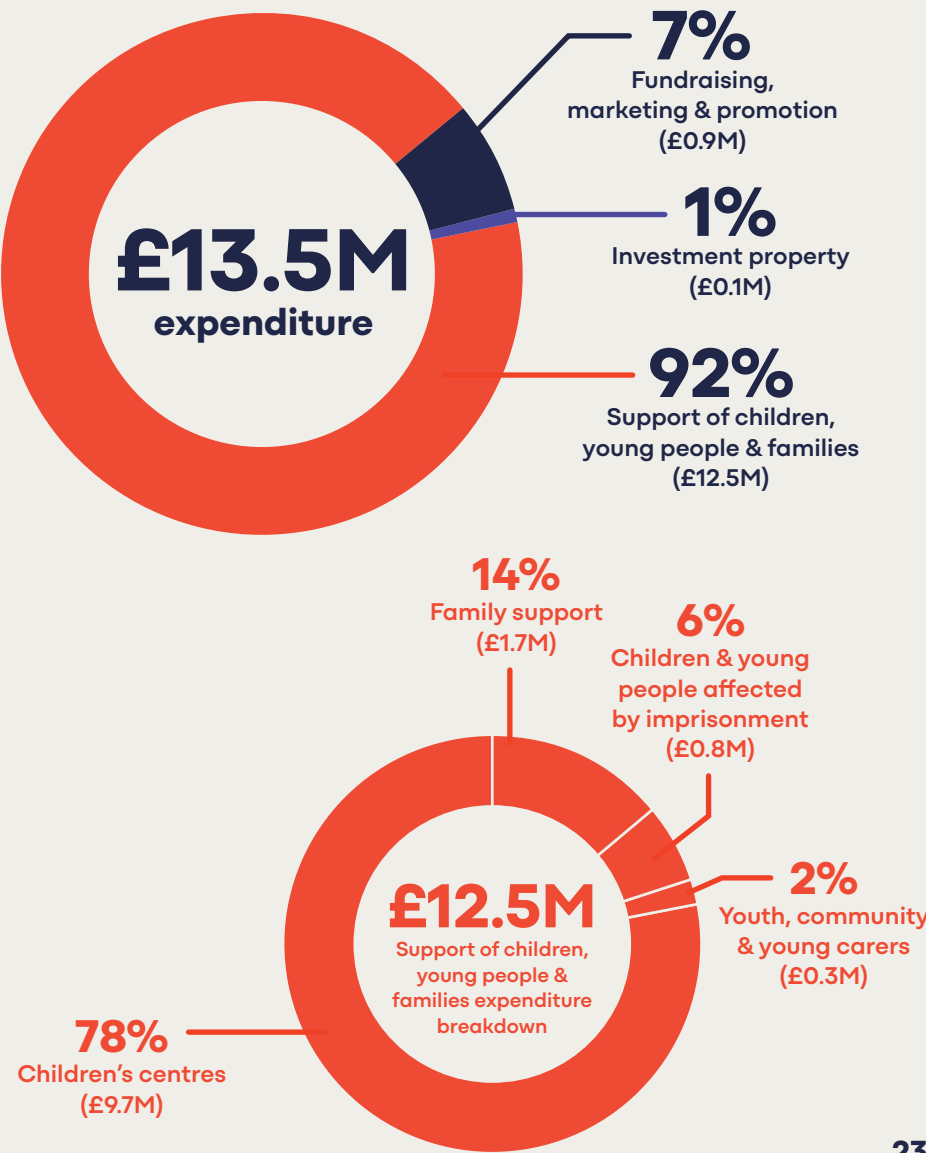 7%
Fundraising,
marketing & promotion
(£0.9M)
1%
Investment property
(£0.1M)
£13.5M
expenditure
92%
Support of children,
young people & families
(£12.5M)
14%
Family support
(£1.7M)
6%
Children & young
people affected
by imprisonment
(£0.8M)
2%
Youth, community
& young carers
(£0.3M)
£12.5M
Support of children,
young people &
families expenditure
breakdown
78%
Children’s centres
(£9.7M)
23